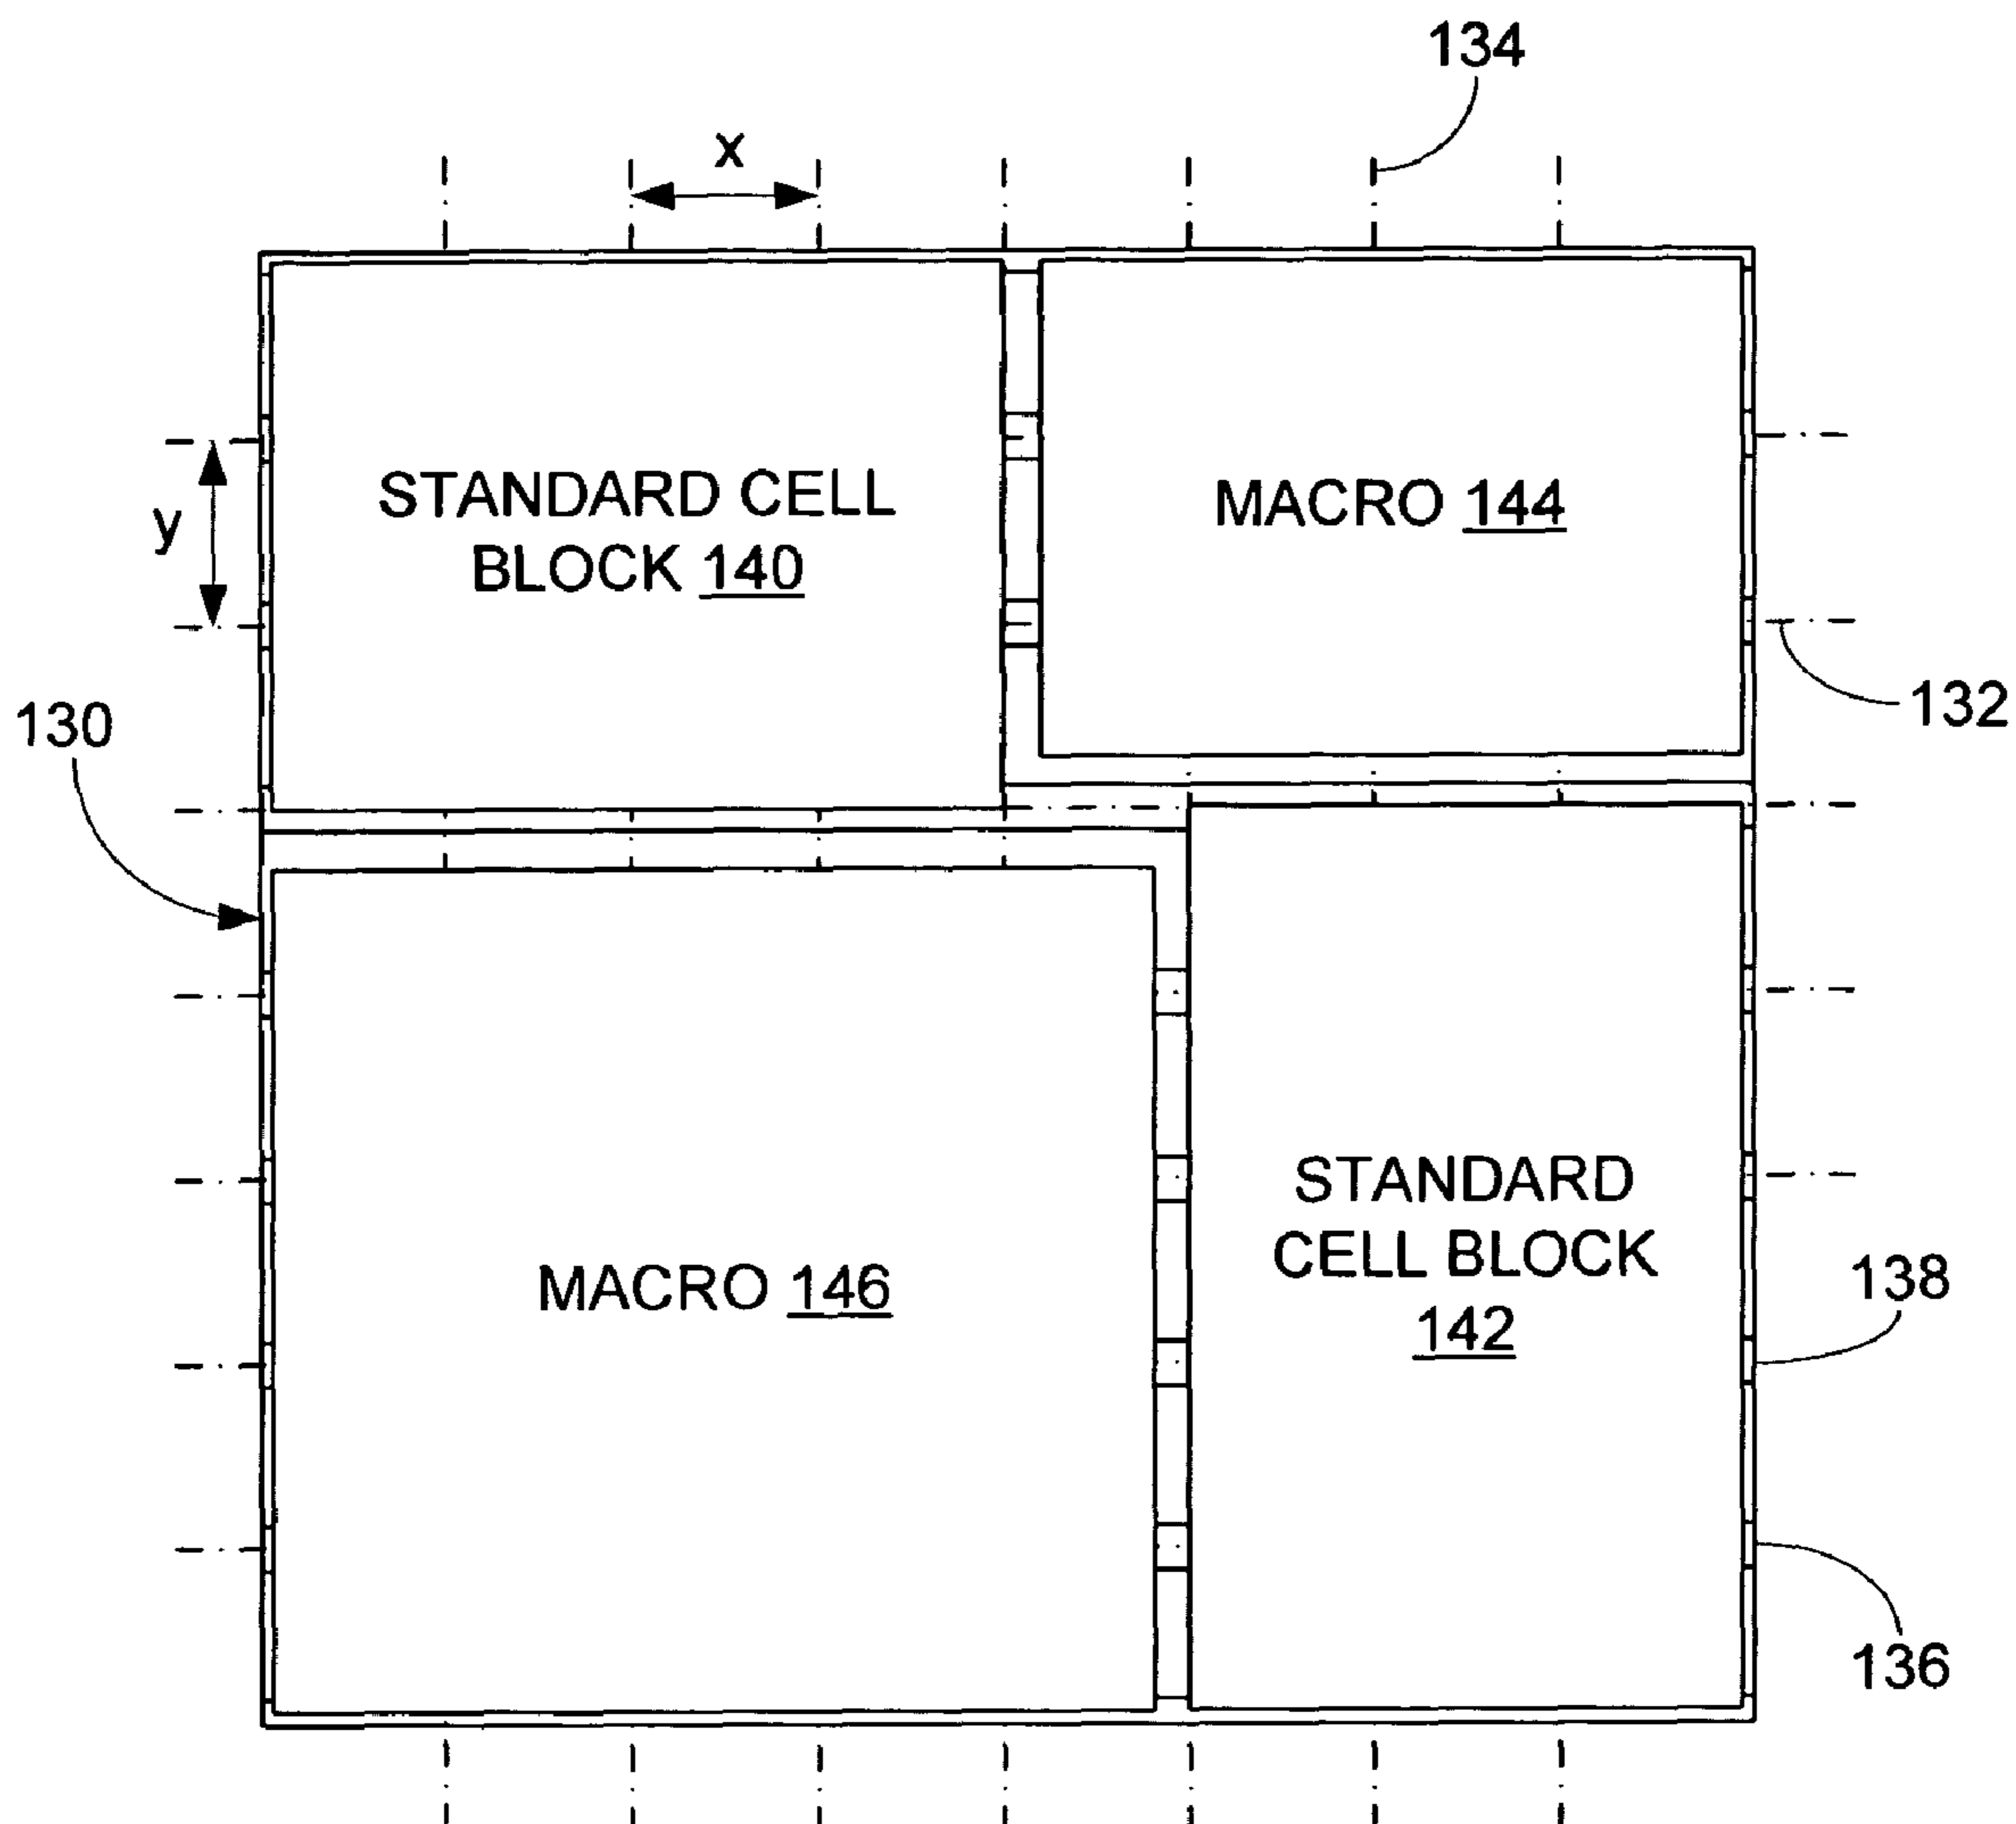 134
x
STANDARD CELL
BLOCK 140
MACRO 144
y
132
130
STANDARD
CELL BLOCK
142
MACRO 146
138
136